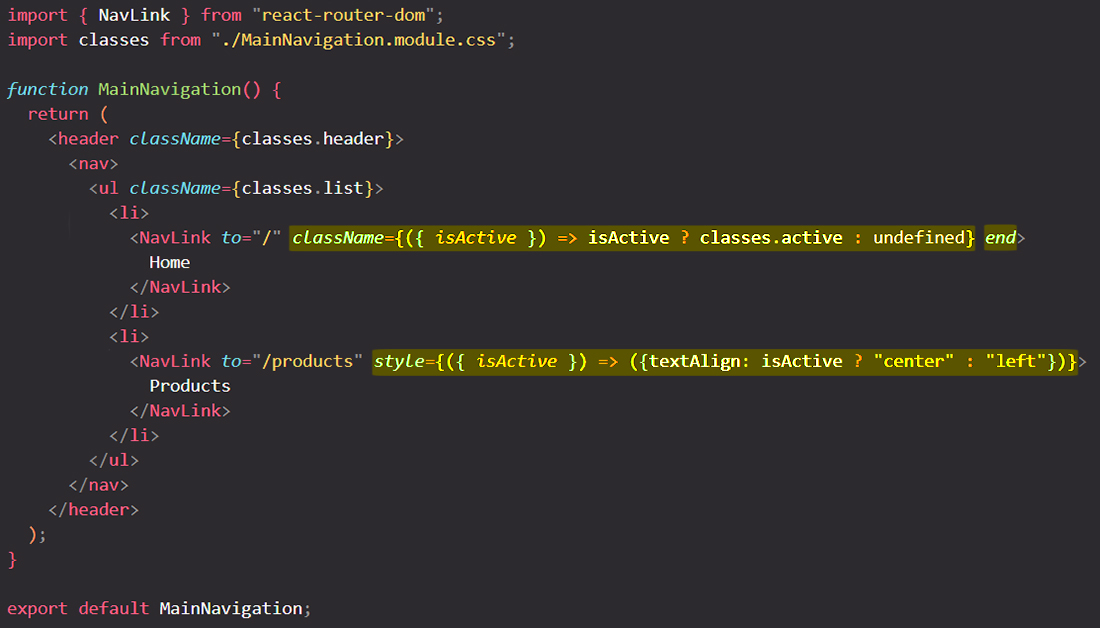 import { NavLink } from "react-router-dom";
import classes from "./MainNavigation.module.css";

function MainNavigation() {
  return (
    <header className={classes.header}>
      <nav>
        <ul className={classes.list}>
          <li>
            <NavLink to="/" className={({ isActive }) => isActive ? classes.active : undefined} end>
              Home
            </NavLink>
          </li>
          <li>
            <NavLink to="/products" style={({ isActive }) => ({textAlign: isActive ? "center" : "left"})}>
              Products
            </NavLink>
          </li>
        </ul>
      </nav>
    </header>
  );
}

export default MainNavigation;